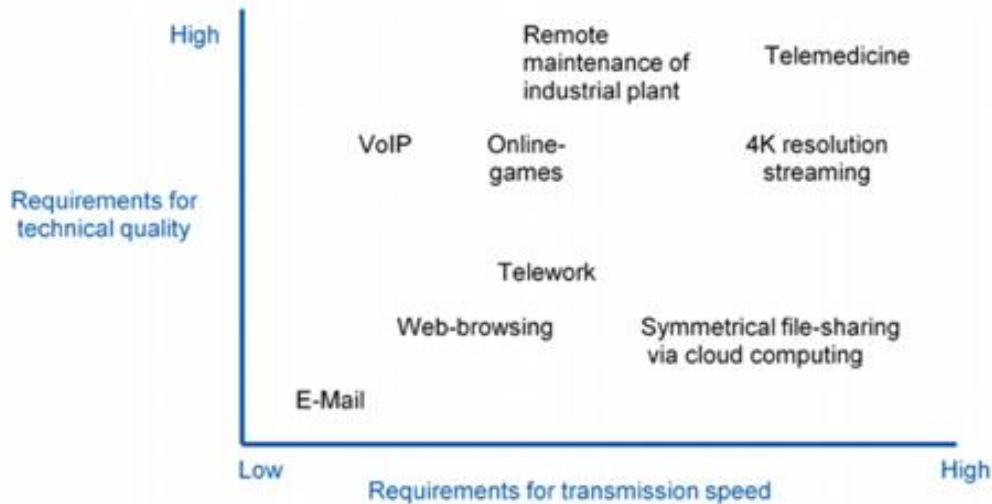 High
Remote
maintenance of
industrial plant
Telemedicine
VoIP
Online-
games
4K resolution
streaming
Requirements for
technical quality
Telework
Web-browsing
Symmetrical file-sharing
via cloud computing
E-Mail
Low
High
Requirements for transmission speed